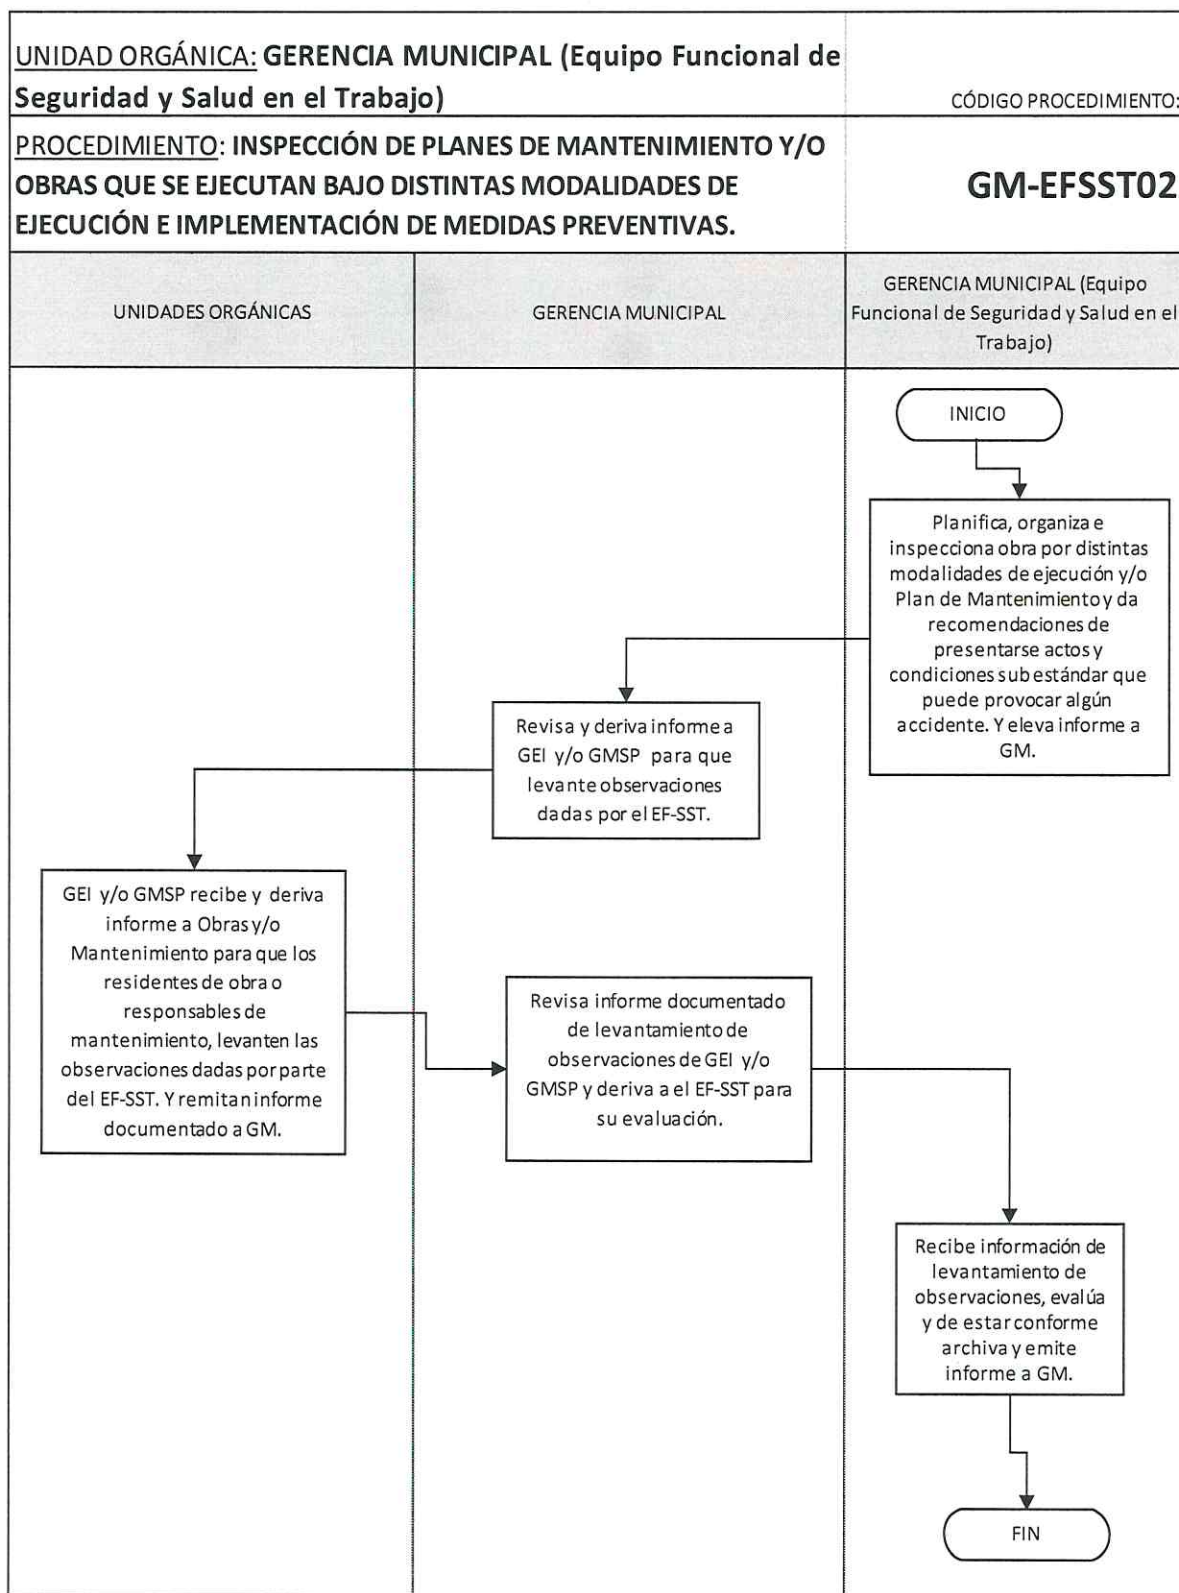 UNIDAD ORGÁNICA: GERENCIA MUNICIPAL (Equipo Funcional de
Seguridad y Salud en el Trabajo)
CÓDIGO PROCEDIMIENTO:
PROCEDIMIENTO: INSPECCIÓN DE PLANES DE MANTENIMIENTO Y/O
OBRAS QUE SE EJECUTAN BAJO DISTINTAS MODALIDADES DE
EJECUCIÓN E IMPLEMENTACIÓN DE MEDIDAS PREVENTIVAS.
GM-EFSST02
UNIDADES ORGÁNICAS
GERENCIA MUNICIPAL
GERENCIA MUNICIPAL (Equipo
Funcional de Seguridad y Salud en el
Trabajo)
INICIO
Planifica, organiza e
inspecciona obra por distintas
modalidades de ejecución y/o
Plan de Mantenimiento y da
recomendaciones de
presentarse actos y
condiciones sub estándar que
puede provocar algún
accidente. Y eleva informe a
GM.
Revisa y deriva informe a
GEI y/o GMSP para que
levante observaciones
dadas por el EF-SST.
GEI y/o GMSP recibe y deriva
informe a Obras y/o
Mantenimiento para que los
residentes de obra o
responsables de
mantenimiento, levanten las
observaciones dadas por parte
del EF-SST. Y remitan informe
documentado a GM.
Revisa informe documentado
de levantamiento de
observaciones de GEI y/o
GMSP y deriva a el EF-SST para
su evaluación.
Recibe información de
levantamiento de
observaciones, evalúa
y de estar conforme
archiva y emite
informe a GM.
FIN